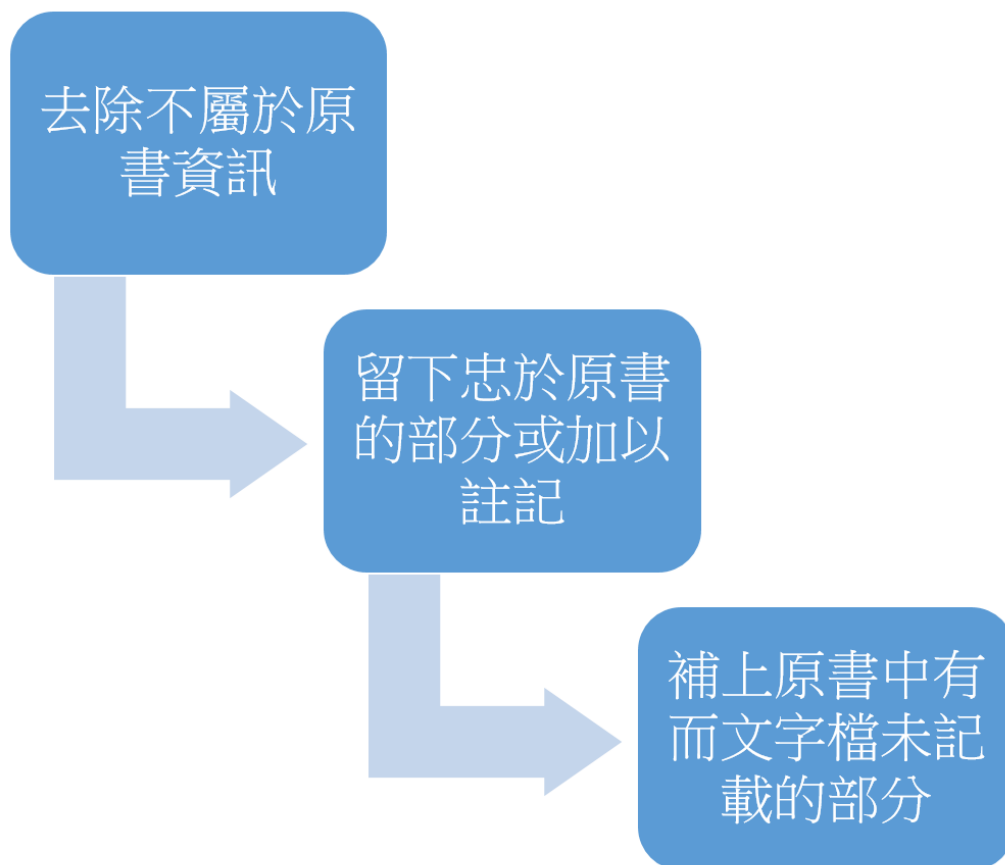 去除不屬於原
書資訊
留下忠於原書
的部分或加以
註記
補上原書中有
而文字檔未記
載的部分